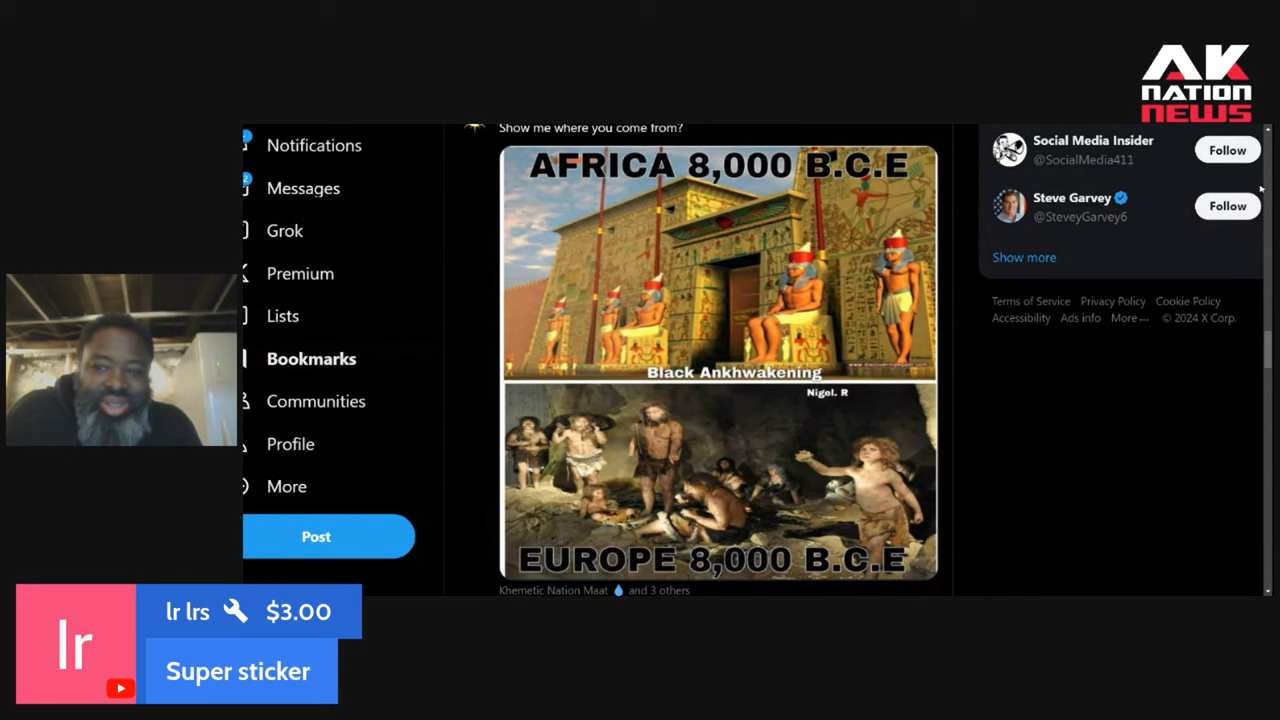 AK
NATION
NEWS
Notifications
Messages
Grok
Premium
Lists
Bookmarks
Communities
Profile
More
Post
Show me where you come from?
AFRICA 8,000 B.C.E
Black Ankhwakening
Nigel. R
EUROPE 8,000 B.C.E
Khemetic Nation Maat 💧 and 3 others
Social Media Insider
@SocialMedia411
Follow
Steve Garvey
@SteveyGarvey6
Follow
Show more
Terms of Service Privacy Policy Cookie Policy
Accessibility Ads info More ... © 2024 X Corp.
lr
lr lrs $3.00
Super sticker